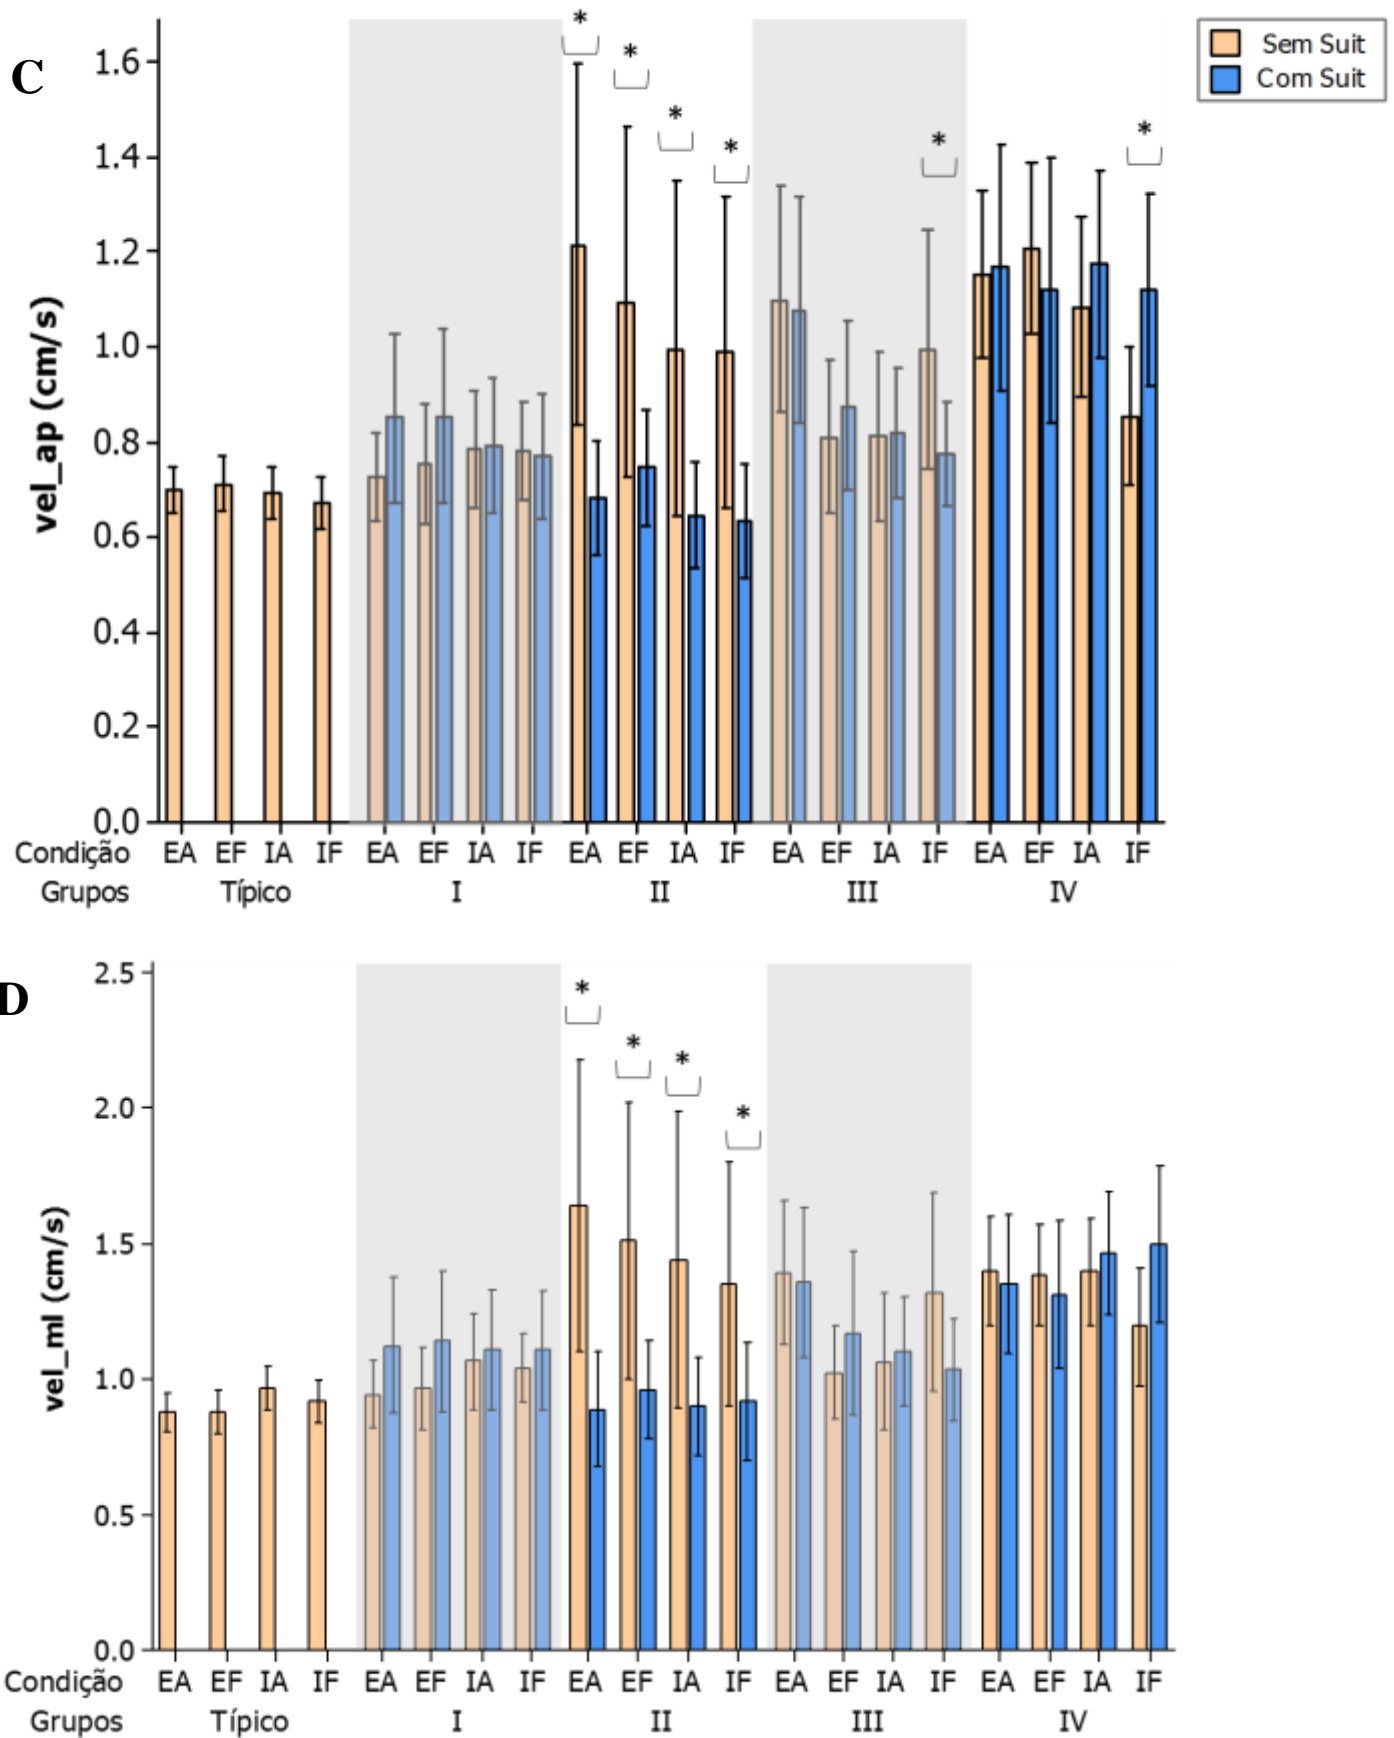 C
Sem Suit
Com Suit
* * * * * *
vel_ap (cm/s)
1.6
1.4
1.2
1.0
0.8
0.6
0.4
0.2
0.0
Condição EA EF IA IF EA EF IA IF EA EF IA IF EA EF IA IF EA EF IA IF
Grupos Típico I II III IV
D
* * * *
vel_ml (cm/s)
2.5
2.0
1.5
1.0
0.5
0.0
Condição EA EF IA IF EA EF IA IF EA EF IA IF EA EF IA IF EA EF IA IF
Grupos Típico I II III IV